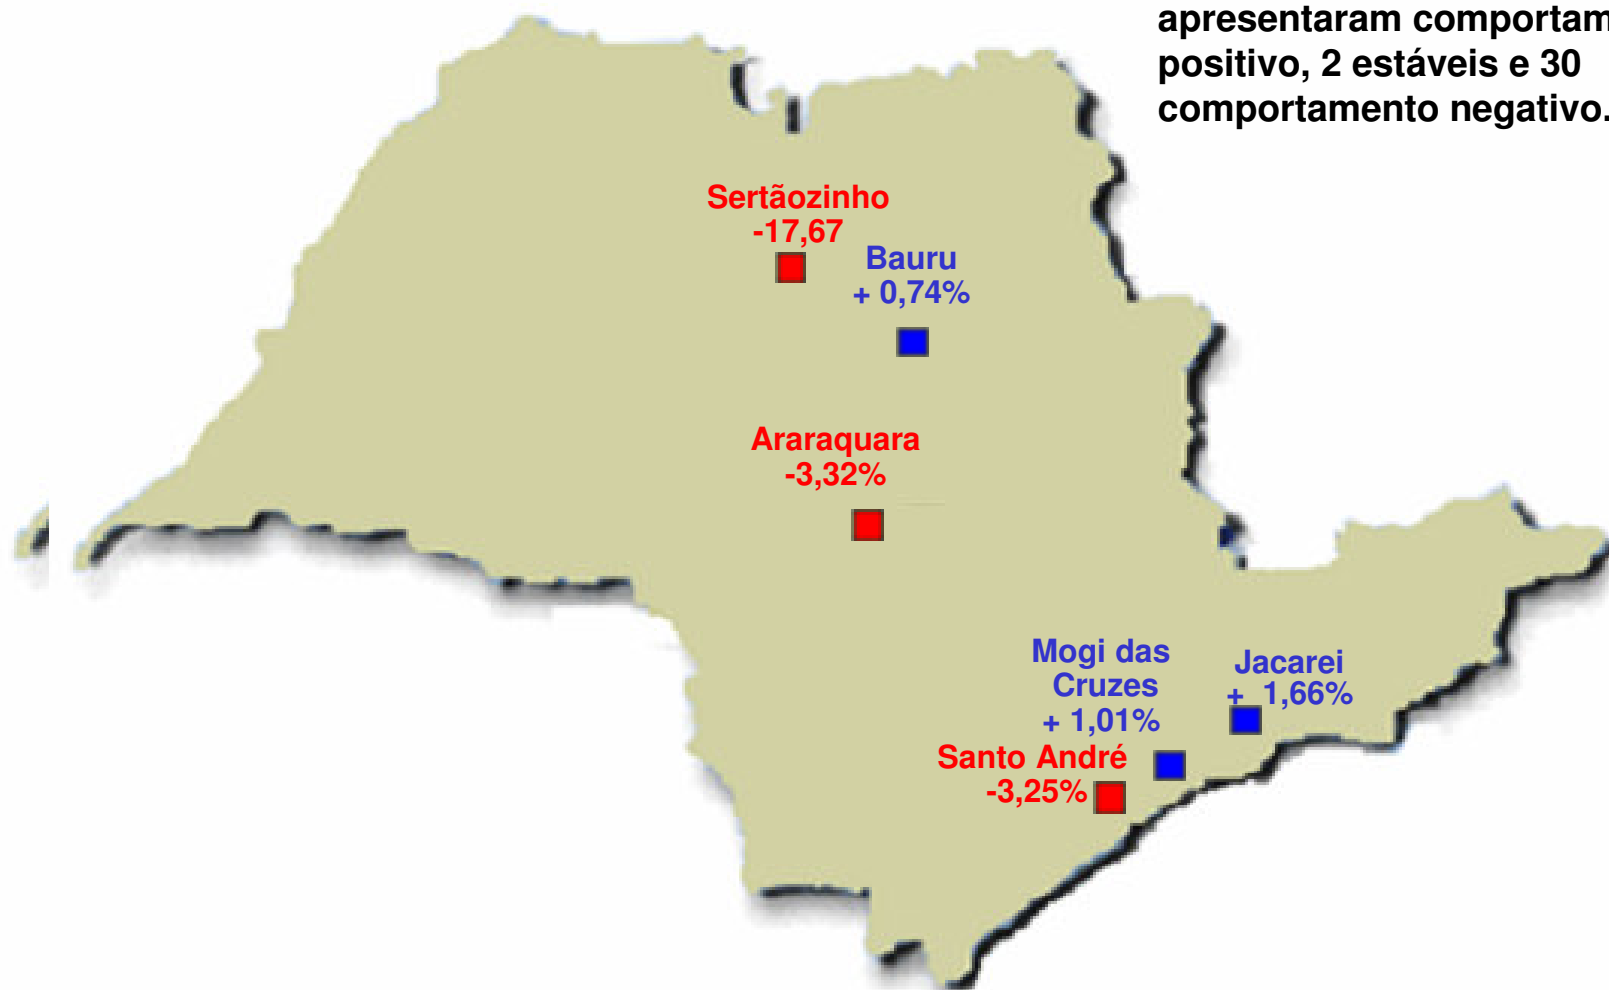 apresentaram
positivo, 2 estáveis e 30
comportamento negativo.
Sertãozinho
-17,67
Bauru
+ 0,74%
Araraquara
-3,32%
Mogi das
Cruzes
+ 1,01%
Jacarei
+ 1,66%
Santo André
-3,25%